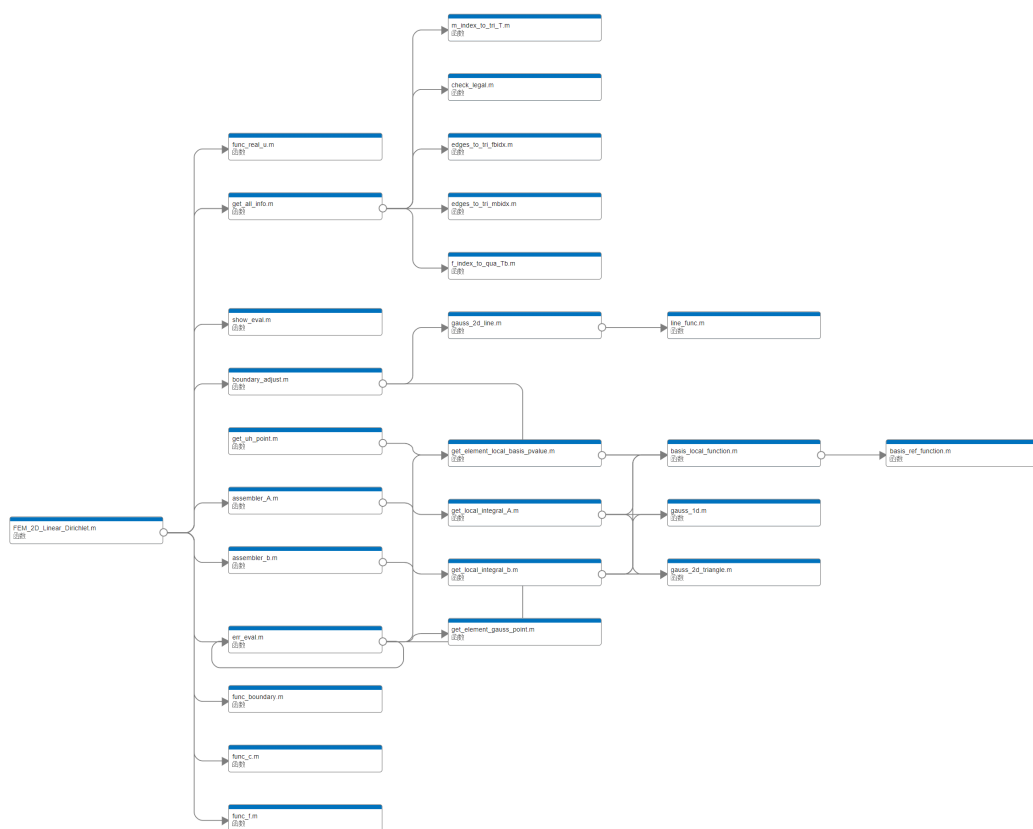 m_index_to_tri_T.m
函数
check_legal.m
函数
func_real_u.m
函数
edges_to_tri_fbidx.m
函数
get_all_info.m
函数
edges_to_tri_mbidx.m
函数
f_index_to_qua_Tb.m
函数
show_eval.m
函数
gauss_2d_line.m
函数
line_func.m
函数
boundary_adjust.m
函数
get_uh_point.m
函数
get_element_local_basis_pvalue.m
函数
basis_local_function.m
函数
basis_ref_function.m
函数
assembler_A.m
函数
get_local_integral_A.m
函数
gauss_1d.m
函数
FEM_2D_Linear_Dirichlet.m
函数
assembler_b.m
函数
get_local_integral_b.m
函数
gauss_2d_triangle.m
函数
err_eval.m
函数
get_element_gauss_point.m
函数
func_boundary.m
函数
func_c.m
函数
func_f.m
函数